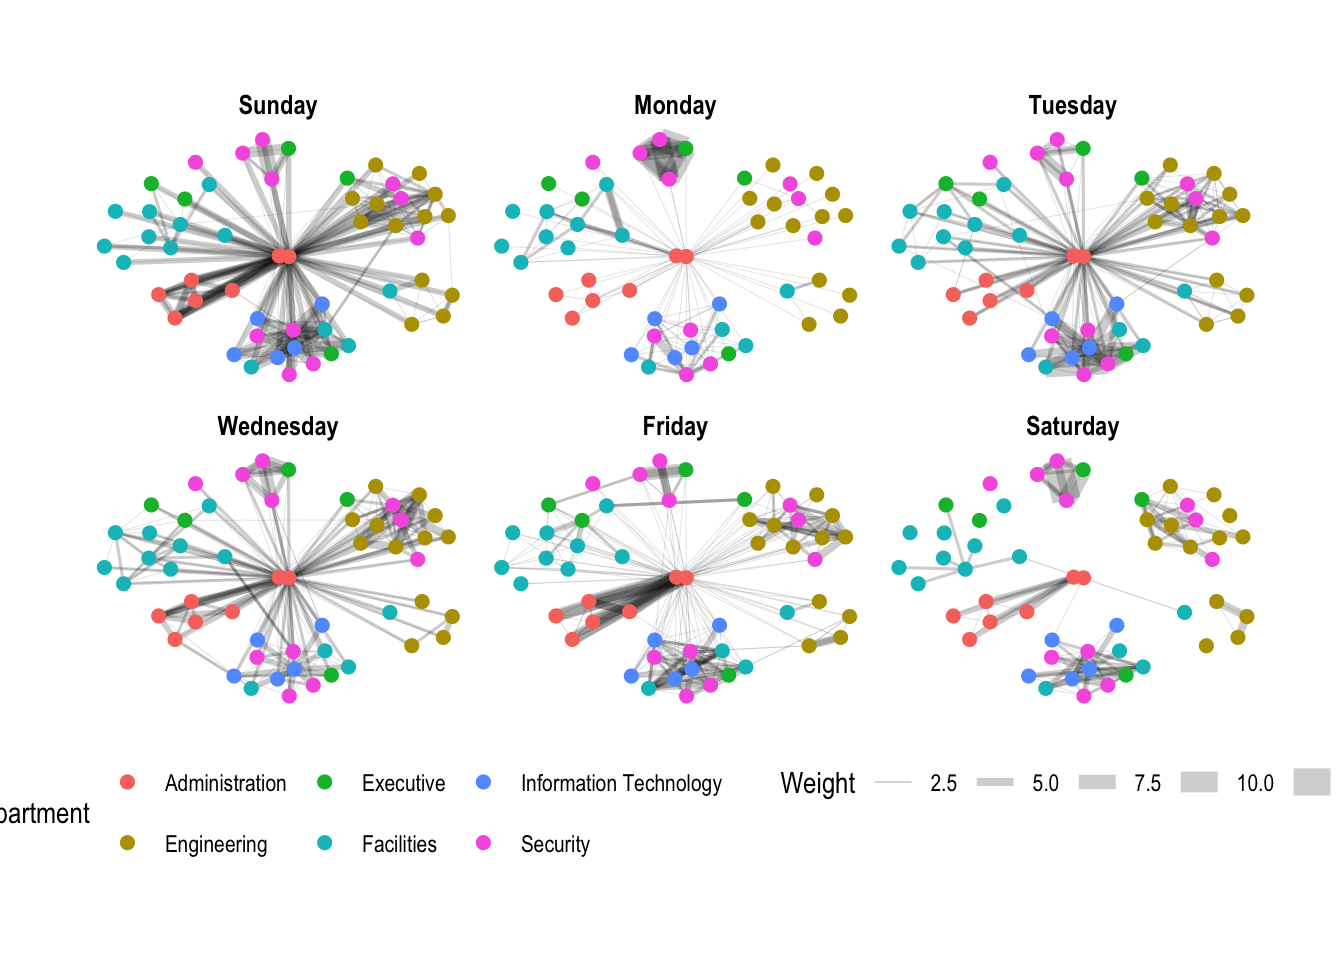 Sunday
Monday
Tuesday
Wednesday
Friday
Saturday
partment
Administration
Executive
Information Technology
Engineering
Facilities
Security
Weight
2.5
5.0
7.5
10.0